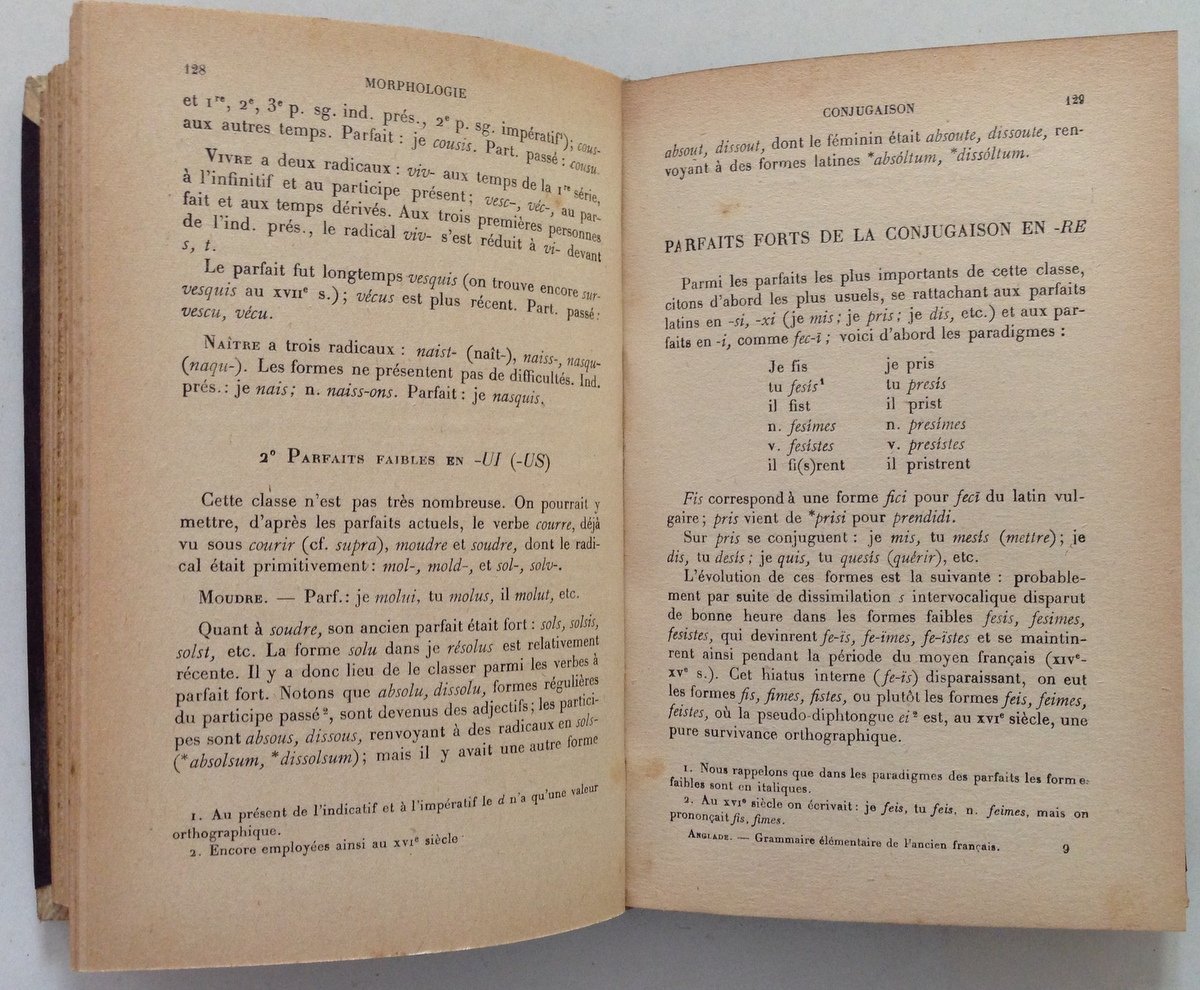 128
MORPHOLOGIE
et 1re, 2e, 3e p. sg. ind. prés., 2e p. sg. impératif¹); cous-
aux autres temps. Parfait : je cousis. Part. passé : cousu.
VIVRE a deux radicaux : viv- aux temps de la 1re série,
à l'infinitif et au participe présent; vesc-, véc-, au par-
fait et aux temps dérivés. Aux trois premières personnes
de l'ind. prés., le radical viv- s'est réduit à vi- devant
s, t.
Le parfait fut longtemps vesquis (on trouve encore sur-
vesquis au XVIIe s.); vécus est plus récent. Part. passé :
vescu, vécu.
NAÎTRE a trois radicaux : naist- (naît-), naiss-, nasqu-
(naqu-). Les formes ne présentent pas de difficultés. Ind.
prés. : je nais; n. naiss-ons. Parfait : je nasquis.
2° PARFAITS FAIBLES EN -UI (-US)
Cette classe n'est pas très nombreuse. On pourrait y
mettre, d'après les parfaits actuels, le verbe courre, déjà
vu sous courir (cf. supra), moudre et soudre, dont le radi-
cal était primitivement : mol-, mold-, et sol-, solv-.
MOUDRE. — Parf. : je molui, tu molus, il molut, etc.
Quant à soudre, son ancien parfait était fort : sols, solsis,
solst, etc. La forme solu dans je résolus est relativement
récente. Il y a donc lieu de le classer parmi les verbes à
parfait fort. Notons que absolu, dissolu, formes régulières
du participe passé², sont devenus des adjectifs; les partici-
pes sont absous, dissous, renvoyant à des radicaux en sols-
(*absolsum, *dissolsum); mais il y avait une autre forme
1. Au présent de l'indicatif et à l'impératif le d n'a qu'une valeur
orthographique.
2. Encore employées ainsi au XVIe siècle
CONJUGAISON
129
absout, dissout, dont le féminin était absoute, dissoute, ren-
voyant à des formes latines *absóltum, *dissóltum.
PARFAITS FORTS DE LA CONJUGAISON EN -RE
Parmi les parfaits les plus importants de cette classe,
citons d'abord les plus usuels, se rattachant aux parfaits
latins en -si, -xi (je mis; je pris; je dis, etc.) et aux par-
faits en -i, comme fec-ī; voici d'abord les paradigmes :
Je fis je pris
tu fesis¹ tu presis
il fist il prist
n. fesimes n. presimes
v. fesistes v. presistes
il fi(s)rent il pristrent
Fis correspond à une forme fici pour fecī du latin vul-
gaire; pris vient de *prisi pour prendidi.
Sur pris se conjuguent : je mis, tu mesis (mettre); je
dis, tu desis; je quis, tu quesis (quérir), etc.
L'évolution de ces formes est la suivante : probable-
ment par suite de dissimilation s intervocalique disparut
de bonne heure dans les formes faibles fesis, fesimes,
fesistes, qui devinrent fe-ïs, fe-ïmes, fe-ïstes et se maintin-
rent ainsi pendant la période du moyen français (XIVe-
XVe s.). Cet hiatus interne (fe-is) disparaissant, on eut
les formes fis, fimes, fistes, ou plutôt les formes feis, feimes,
feistes, où la pseudo-diphtongue ei² est, au XVIe siècle, une
pure survivance orthographique.
1. Nous rappelons que dans les paradigmes des parfaits les formes
faibles sont en italiques.
2. Au XVIe siècle on écrivait : je feis, tu feis, n. feimes, mais on
prononçait fis, fimes.
ANGLADE. — Grammaire élémentaire de l'ancien français. 9